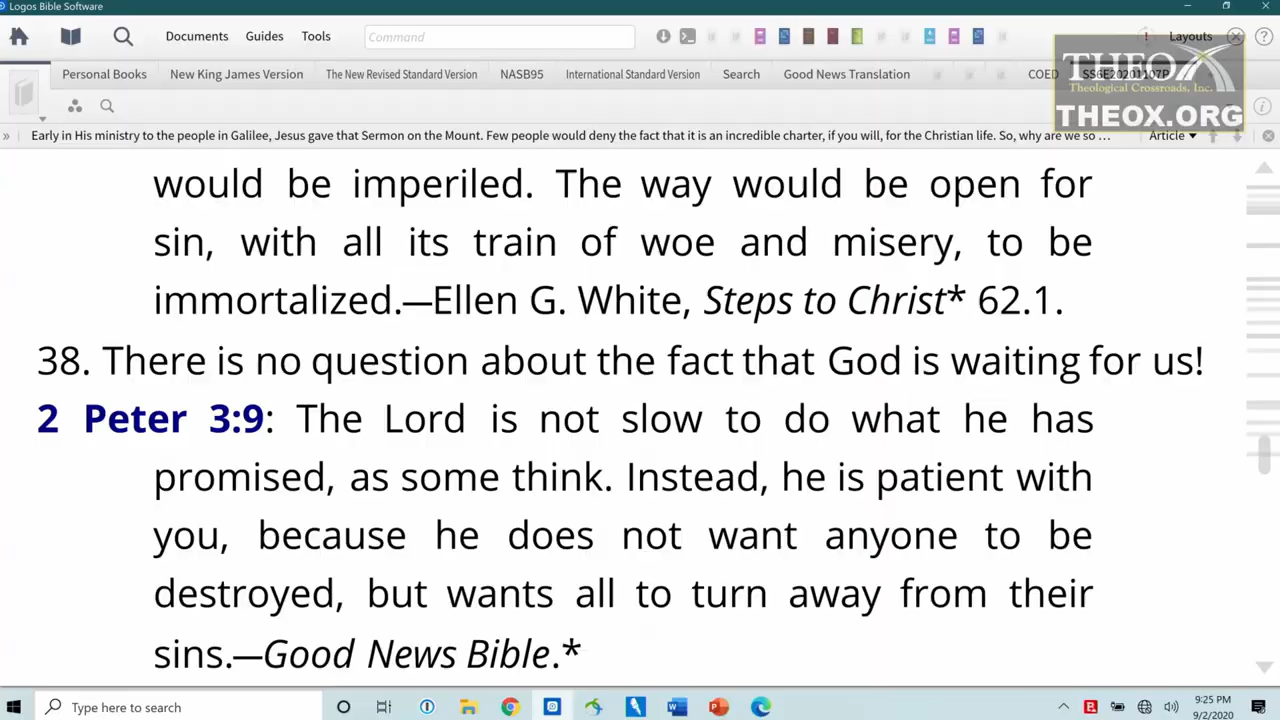 Logos Bible Software
Documents Guides Tools Command Layouts
Personal Books New King James Version The New Revised Standard Version NASB95 International Standard Version Search Good News Translation COED
THEOX
Theological Crossroads, Inc.
THEOX.ORG
Early in His ministry to the people in Galilee, Jesus gave that Sermon on the Mount. Few people would deny the fact that it is an incredible charter, if you will, for the Christian life. So, why are we so ... Article
would be imperiled. The way would be open for
sin, with all its train of woe and misery, to be
immortalized.—Ellen G. White, Steps to Christ* 62.1.
38. There is no question about the fact that God is waiting for us!
2 Peter 3:9: The Lord is not slow to do what he has
promised, as some think. Instead, he is patient with
you, because he does not want anyone to be
destroyed, but wants all to turn away from their
sins.—Good News Bible.*
Type here to search
9:25 PM
9/2/2020